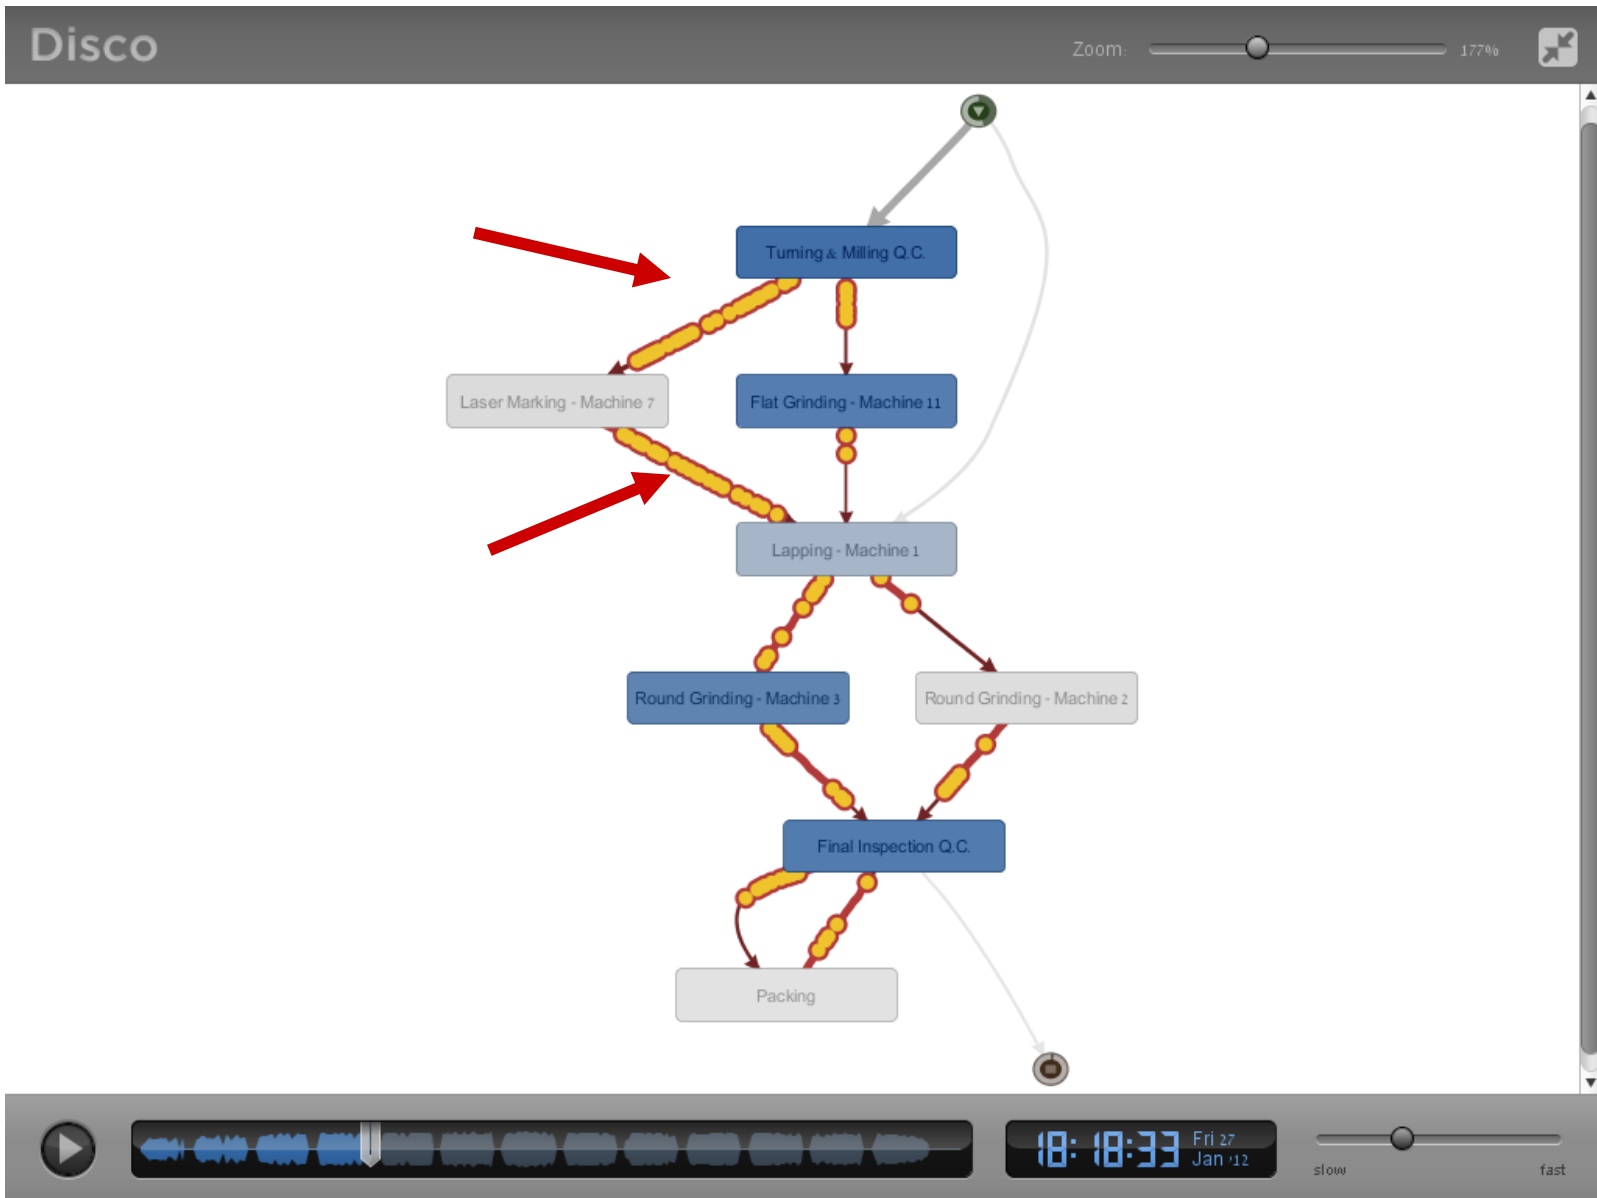 Disco
Zoom:
177%
Turning & Milling Q.C.
Laser Marking - Machine 7
Flat Grinding - Machine 11
Lapping - Machine 1
Round Grinding - Machine 3
Round Grinding - Machine 2
Final Inspection Q.C.
Packing
18:18:33
Fri 27
Jan '12
slow
fast